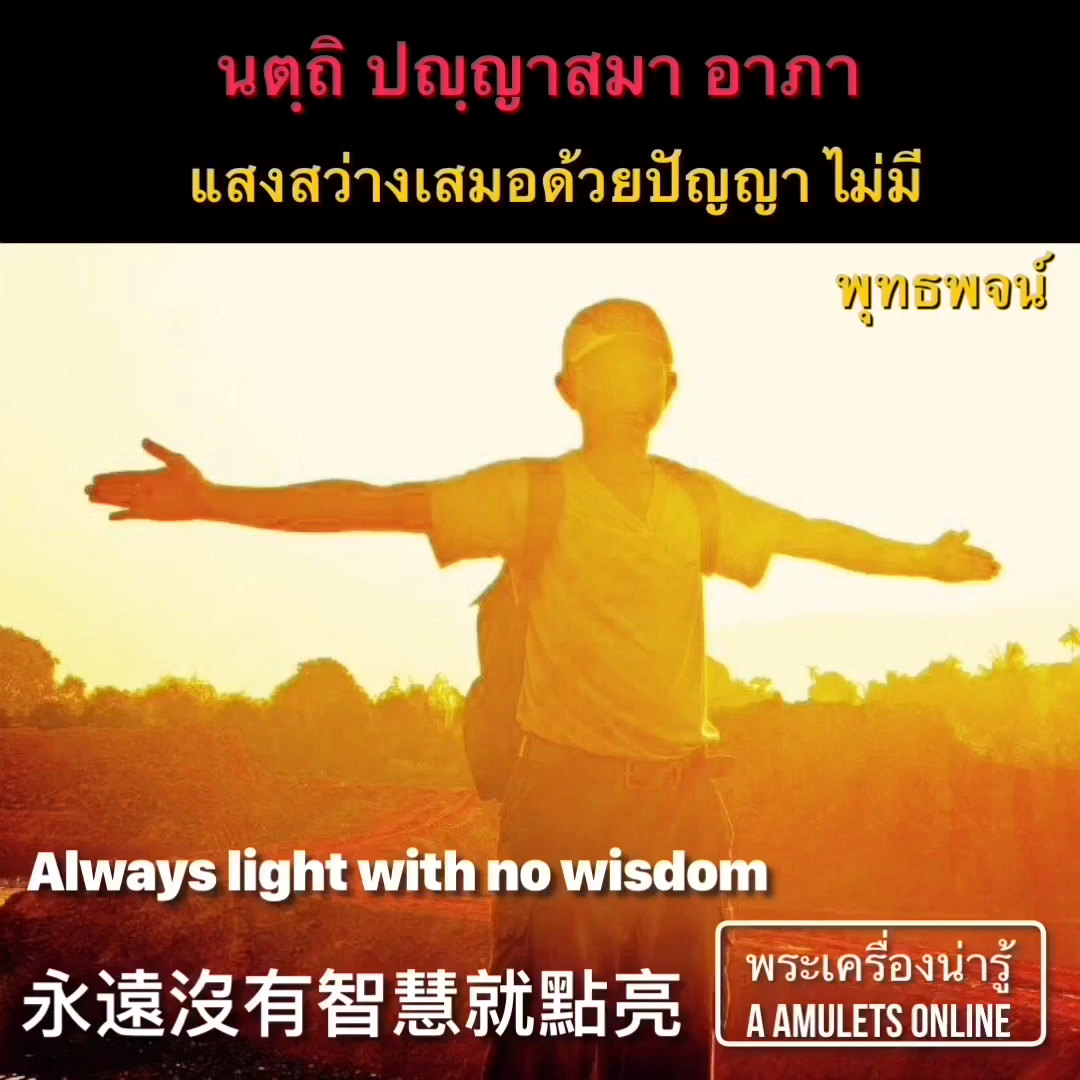 นตฺถิ ปญฺญาสมา อาภา
แสงสว่างเสมอด้วยปัญญา ไม่มี
พุทธพจน์
Always light with no wisdom
永遠沒有智慧就點亮
พระเครื่องน่ารู้
A AMULETS ONLINE